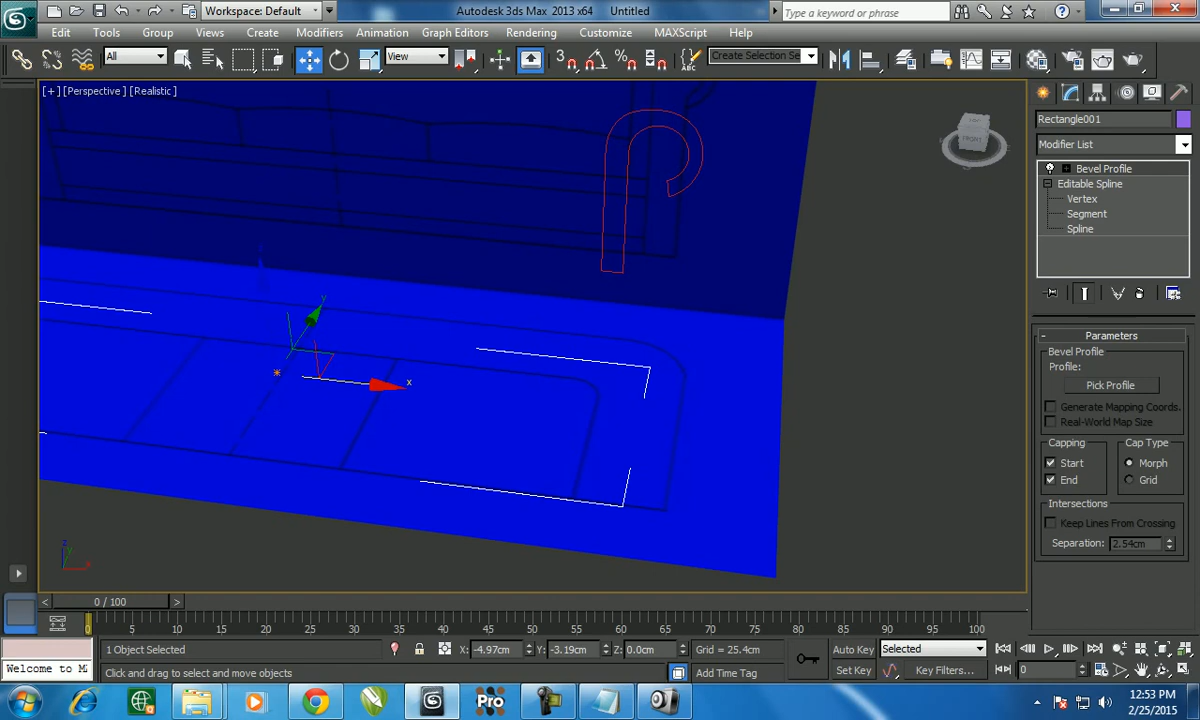 Workspace: Default
Autodesk 3ds Max 2013 x64
Untitled
Type a keyword or phrase
Edit
Tools
Group
Views
Create
Modifiers
Animation
Graph Editors
Rendering
Customize
MAXScript
Help
All
View
3
Create Selection Se
[+] [Perspective] [Realistic]
FRONT
Rectangle001
Modifier List
Bevel Profile
Editable Spline
Vertex
Segment
Spline
Parameters
Bevel Profile
Profile:
Pick Profile
Generate Mapping Coords.
Real-World Map Size
Capping
Cap Type
Start
Morph
End
Grid
Intersections
Keep Lines From Crossing
Separation: 2.54cm
y
x
z
y
x
0 / 100
0 5 10 15 20 25 30 35 40 45 50 55 60 65 70 75 80 85 90 95 100
1 Object Selected
X: -4.97cm
Y: -3.19cm
Z: 0.0cm
Grid = 25.4cm
Auto Key
Selected
Welcome to M
Click and drag to select and move objects
Add Time Tag
Set Key
Key Filters...
0
Pro
12:53 PM
2/25/2015